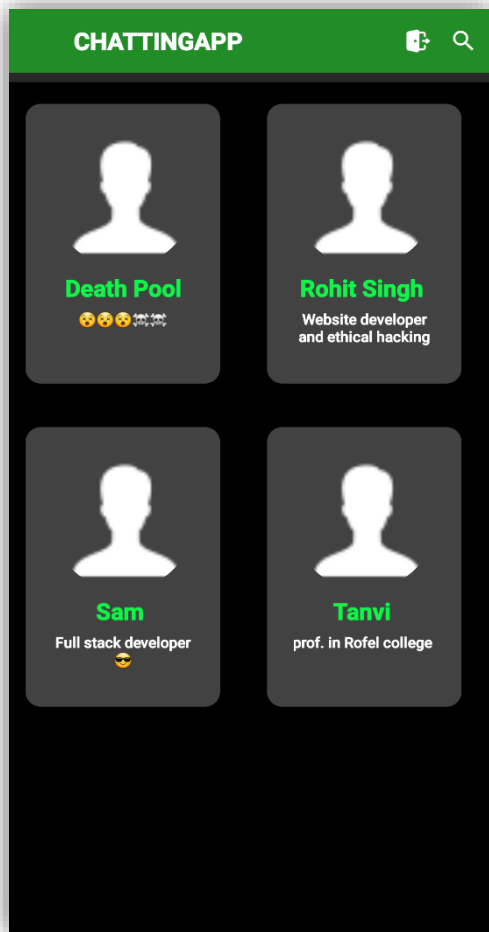 CHATTINGAPP
Death Pool
😵😵😵☠️☠️
Rohit Singh
Website developer
and ethical hacking
Sam
Full stack developer
😎
Tanvi
prof. in Rofel college